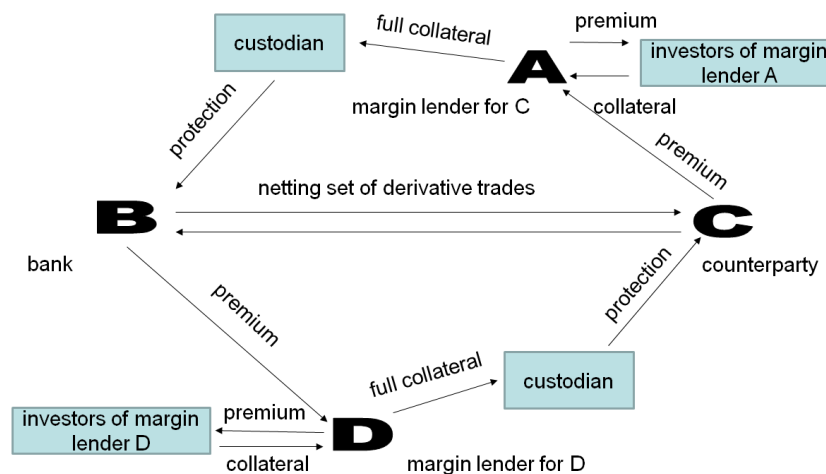 full collateral
premium
custodian
A
investors of margin
lender A
margin lender for C
collateral
protection
premium
netting set of derivative trades
B
C
bank
counterparty
premium
protection
full collateral
custodian
investors of margin
lender D
premium
D
collateral
margin lender for D